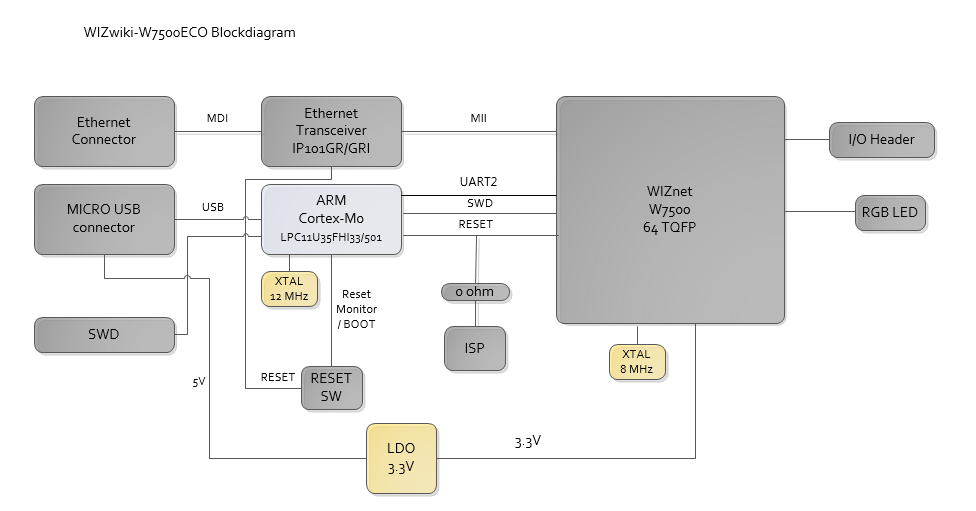 WIZwiki-W7500ECO Blockdiagram
Ethernet
Connector
MDI
Ethernet
Transceiver
IP101GR/GRI
MII
WIZnet
W7500
64 TQFP
I/O Header
RGB LED
MICRO USB
connector
USB
ARM
Cortex-M0
LPC11U35FHI33/501
UART2
SWD
RESET
XTAL
12 MHz
Reset
Monitor
/ BOOT
0 ohm
ISP
SWD
XTAL
8 MHz
5V
RESET
RESET
SW
LDO
3.3V
3.3V